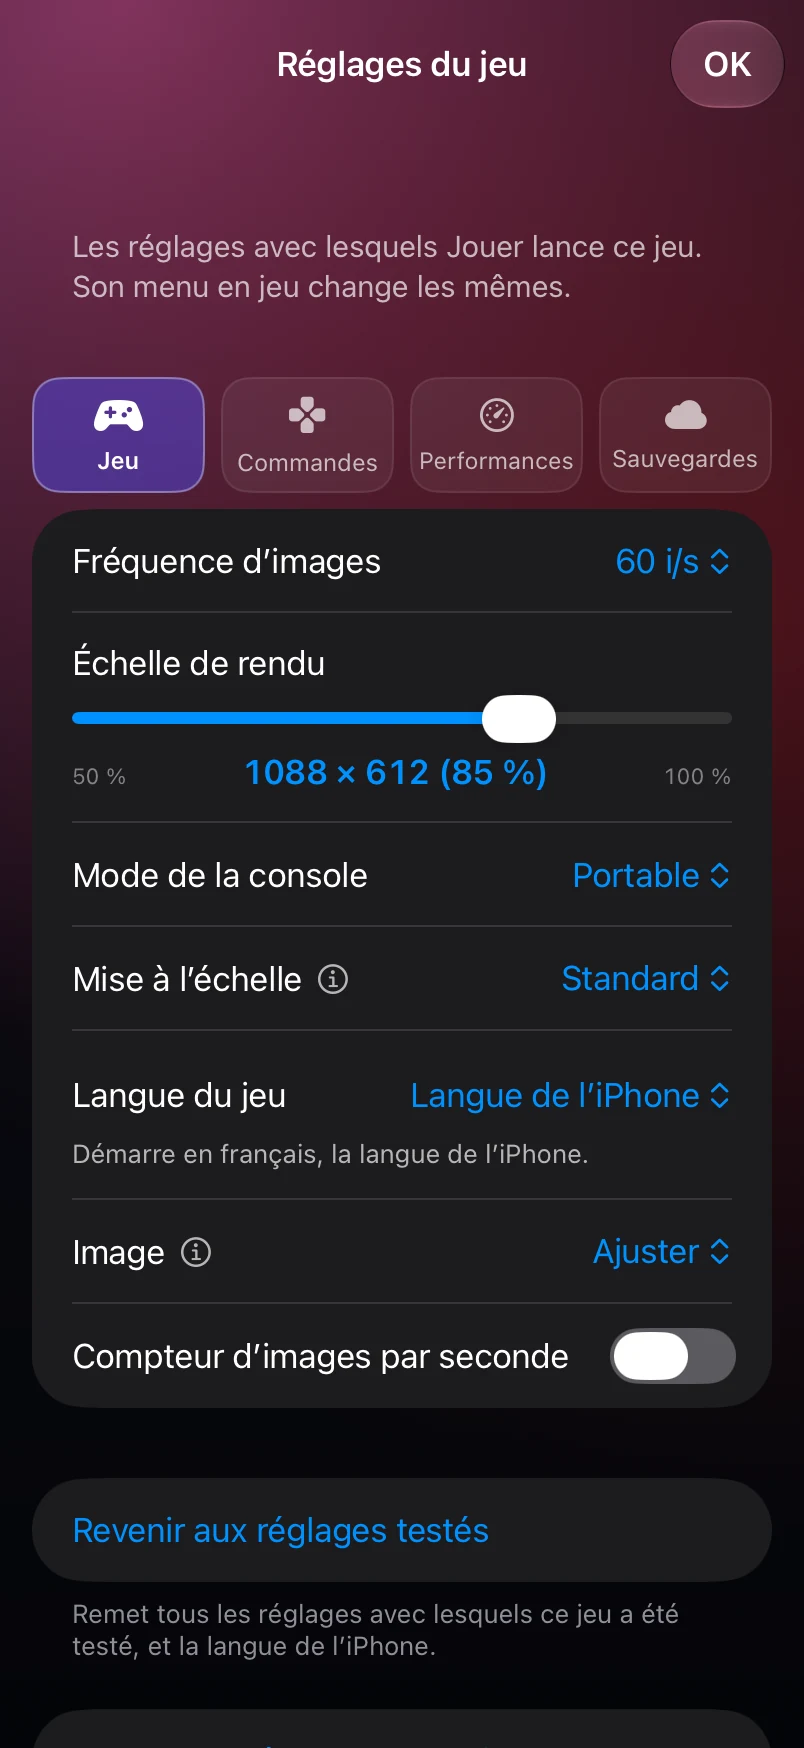 Réglages du jeu
OK
Les réglages avec lesquels Jouer lance ce jeu.
Son menu en jeu change les mêmes.
Jeu
Commandes
Performances
Sauvegardes
Fréquence d’images
60 i/s
Échelle de rendu
50 %
1088 × 612 (85 %)
100 %
Mode de la console
Portable
Mise à l’échelle
Standard
Langue du jeu
Langue de l’iPhone
Démarre en français, la langue de l’iPhone.
Image
Ajuster
Compteur d’images par seconde
Revenir aux réglages testés
Remet tous les réglages avec lesquels ce jeu a été
testé, et la langue de l’iPhone.